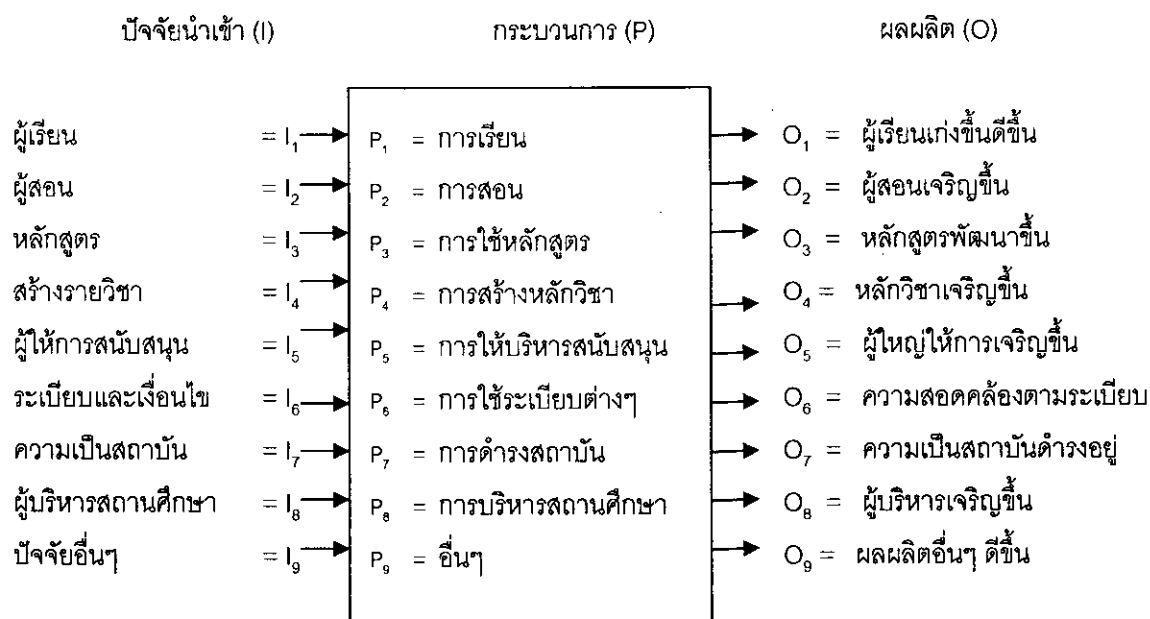 ปัจจัยนำเข้า (I) กระบวนการ (P) ผลผลิต (O)
ผู้เรียน = I₁ P₁ = การเรียน O₁ = ผู้เรียนเก่งขึ้นดีขึ้น
ผู้สอน = I₂ P₂ = การสอน O₂ = ผู้สอนเจริญขึ้น
หลักสูตร = I₃ P₃ = การใช้หลักสูตร O₃ = หลักสูตรพัฒนาขึ้น
สร้างรายวิชา = I₄ P₄ = การสร้างหลักวิชา O₄ = หลักวิชาเจริญขึ้น
ผู้ให้การสนับสนุน = I₅ P₅ = การให้บริหารสนับสนุน O₅ = ผู้ใหญ่ให้การเจริญขึ้น
ระเบียบและเงื่อนไข = I₆ P₆ = การใช้ระเบียบต่างๆ O₆ = ความสอดคล้องตามระเบียบ
ความเป็นสถาบัน = I₇ P₇ = การดำรงสถาบัน O₇ = ความเป็นสถาบันดำรงอยู่
ผู้บริหารสถานศึกษา = I₈ P₈ = การบริหารสถานศึกษา O₈ = ผู้บริหารเจริญขึ้น
ปัจจัยอื่นๆ = I₉ P₉ = อื่นๆ O₉ = ผลผลิตอื่นๆ ดีขึ้น